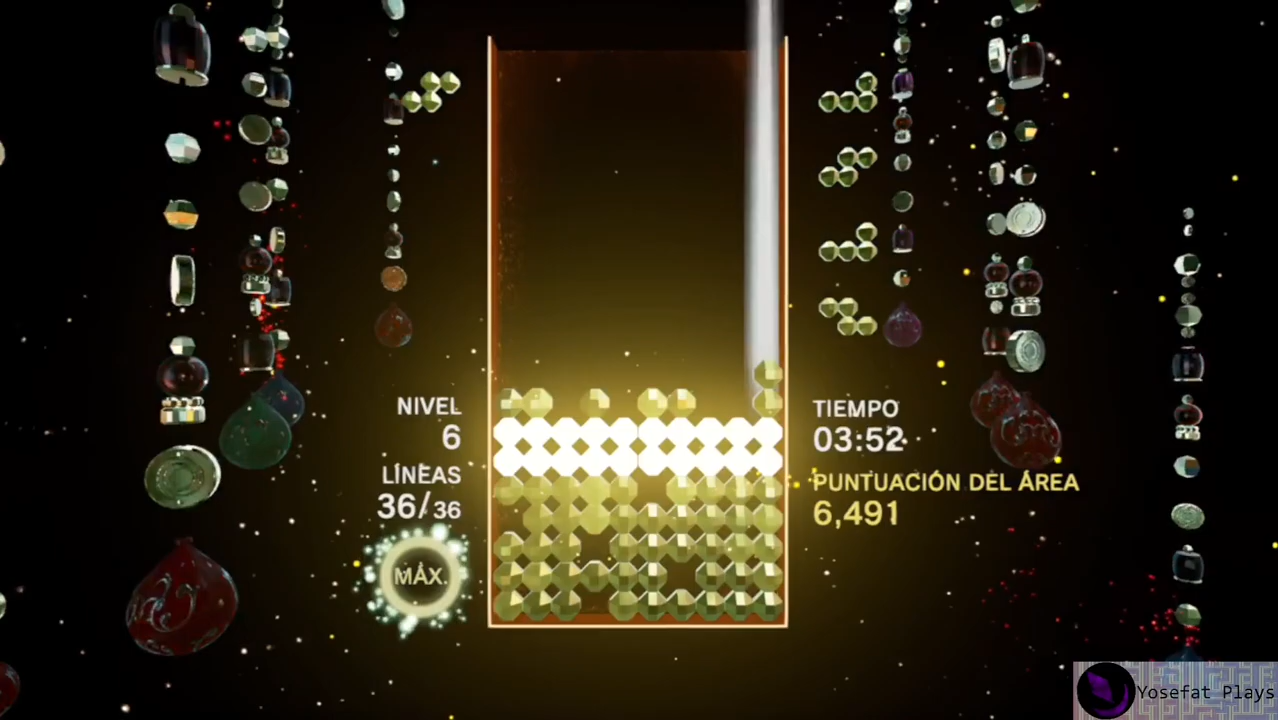 NIVEL
6
LÍNEAS
36/36
MÁX.
TIEMPO
03:52
PUNTUACIÓN DEL ÁREA
6,491
Yosefat Plays